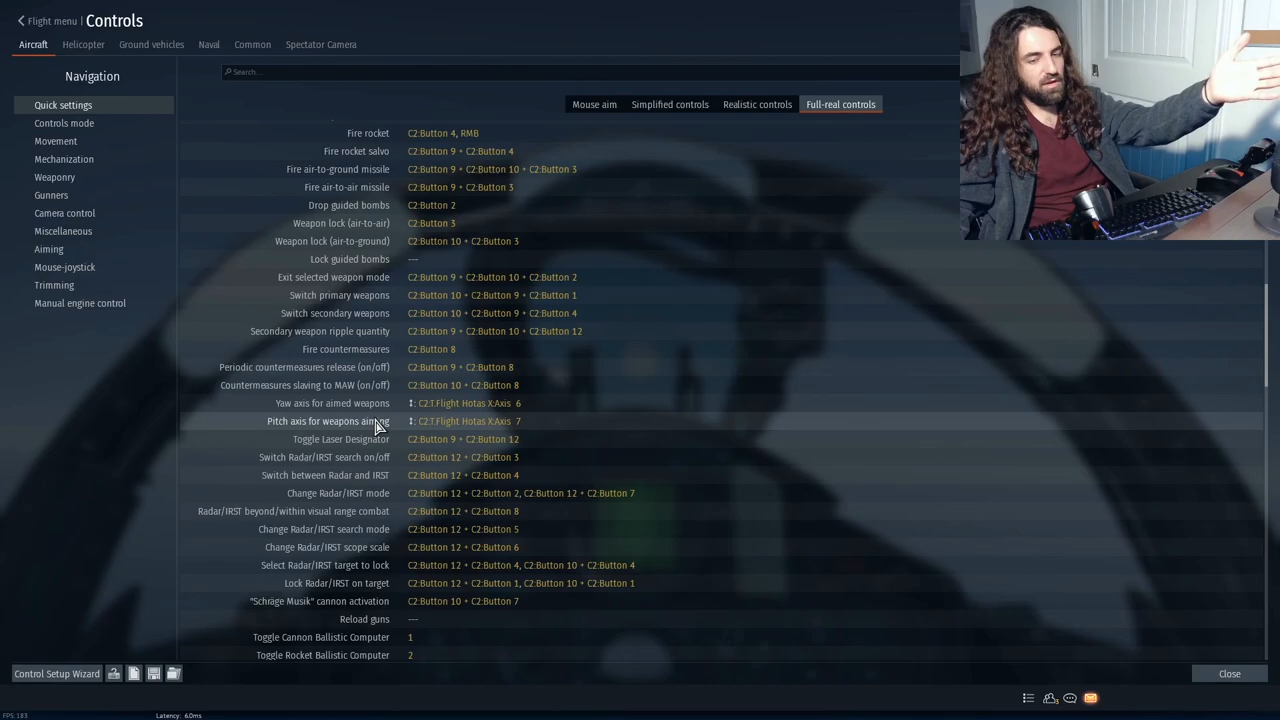 Flight menu | Controls
Aircraft Helicopter Ground vehicles Naval Common Spectator Camera
Navigation
Search...
Quick settings
Controls mode
Movement
Mechanization
Weaponry
Gunners
Camera control
Miscellaneous
Aiming
Mouse-joystick
Trimming
Manual engine control
Mouse aim Simplified controls Realistic controls Full-real controls
Fire rocket C2:Button 4, RMB
Fire rocket salvo C2:Button 9 + C2:Button 4
Fire air-to-ground missile C2:Button 9 + C2:Button 10 + C2:Button 3
Fire air-to-air missile C2:Button 9 + C2:Button 3
Drop guided bombs C2:Button 2
Weapon lock (air-to-air) C2:Button 3
Weapon lock (air-to-ground) C2:Button 10 + C2:Button 3
Lock guided bombs ---
Exit selected weapon mode C2:Button 9 + C2:Button 10 + C2:Button 2
Switch primary weapons C2:Button 10 + C2:Button 9 + C2:Button 1
Switch secondary weapons C2:Button 10 + C2:Button 9 + C2:Button 4
Secondary weapon ripple quantity C2:Button 9 + C2:Button 10 + C2:Button 12
Fire countermeasures C2:Button 8
Periodic countermeasures release (on/off) C2:Button 9 + C2:Button 8
Countermeasures slaving to MAW (on/off) C2:Button 10 + C2:Button 8
Yaw axis for aimed weapons ↕: C2:T.Flight Hotas X:Axis 6
Pitch axis for weapons aiming ↕: C2:T.Flight Hotas X:Axis 7
Toggle Laser Designator C2:Button 9 + C2:Button 12
Switch Radar/IRST search on/off C2:Button 12 + C2:Button 3
Switch between Radar and IRST C2:Button 12 + C2:Button 4
Change Radar/IRST mode C2:Button 12 + C2:Button 2, C2:Button 12 + C2:Button 7
Radar/IRST beyond/within visual range combat C2:Button 12 + C2:Button 8
Change Radar/IRST search mode C2:Button 12 + C2:Button 5
Change Radar/IRST scope scale C2:Button 12 + C2:Button 6
Select Radar/IRST target to lock C2:Button 12 + C2:Button 4, C2:Button 10 + C2:Button 4
Lock Radar/IRST on target C2:Button 12 + C2:Button 1, C2:Button 10 + C2:Button 1
"Schräge Musik" cannon activation C2:Button 10 + C2:Button 7
Reload guns ---
Toggle Cannon Ballistic Computer 1
Toggle Rocket Ballistic Computer 2
Control Setup Wizard
Close
FPS: 183 Latency: 6.0ms